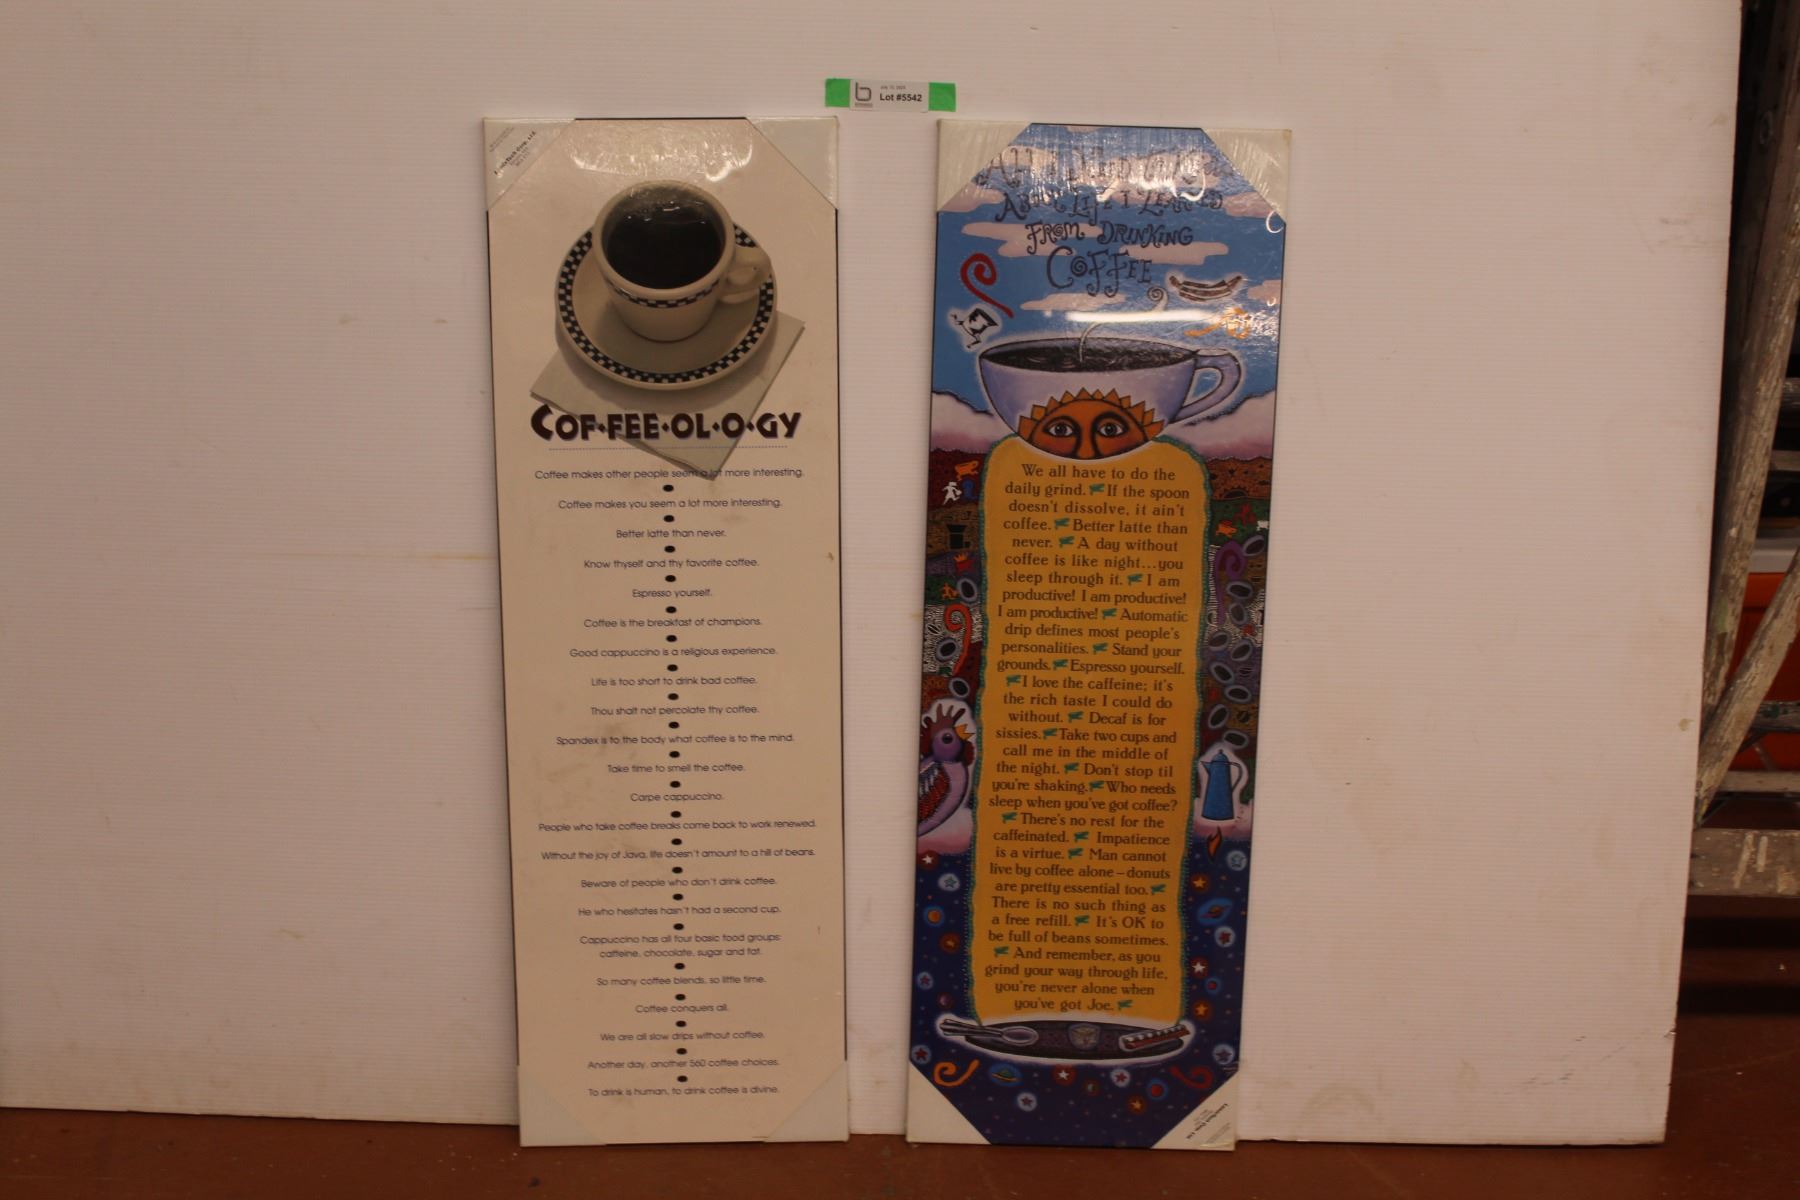 Lot #5542
COF•FEE•OL•O•GY
Coffee makes other people seem a lot more interesting.
Coffee makes you seem a lot more interesting.
Better latte than never.
Know thyself and thy favorite coffee.
Espresso yourself.
Coffee is the breakfast of champions.
Good cappuccino is a religious experience.
Life is too short to drink bad coffee.
Thou shalt not percolate thy coffee.
Spandex is to the body what coffee is to the mind.
Take time to smell the coffee.
Carpe cappuccino.
People who take coffee breaks come back to work renewed.
Without the joy of Java, life doesn't amount to a hill of beans.
Beware of people who don't drink coffee.
He who hesitates hasn't had a second cup.
Cappuccino has all four basic food groups:
caffeine, chocolate, sugar and fat.
So many coffee blends, so little time.
Coffee conquers all.
We are all slow drips without coffee.
Another day, another 560 coffee choices.
To drink is human, to drink coffee is divine.
About Life I Learned
From Drinking
Coffee
We all have to do the
daily grind. If the spoon
doesn't dissolve, it ain't
coffee. Better latte than
never. A day without
coffee is like night...you
sleep through it. I am
productive! I am productive!
I am productive! Automatic
drip defines most people's
personalities. Stand your
grounds. Espresso yourself.
I love the caffeine; it's
the rich taste I could do
without. Decaf is for
sissies. Take two cups and
call me in the middle of
the night. Don't stop til
you're shaking. Who needs
sleep when you've got coffee?
There's no rest for the
caffeinated. Impatience
is a virtue. Man cannot
live by coffee alone – donuts
are pretty essential too.
There is no such thing as
a free refill. It's OK to
be full of beans sometimes.
And remember, as you
grind your way through life,
you're never alone when
you've got Joe.